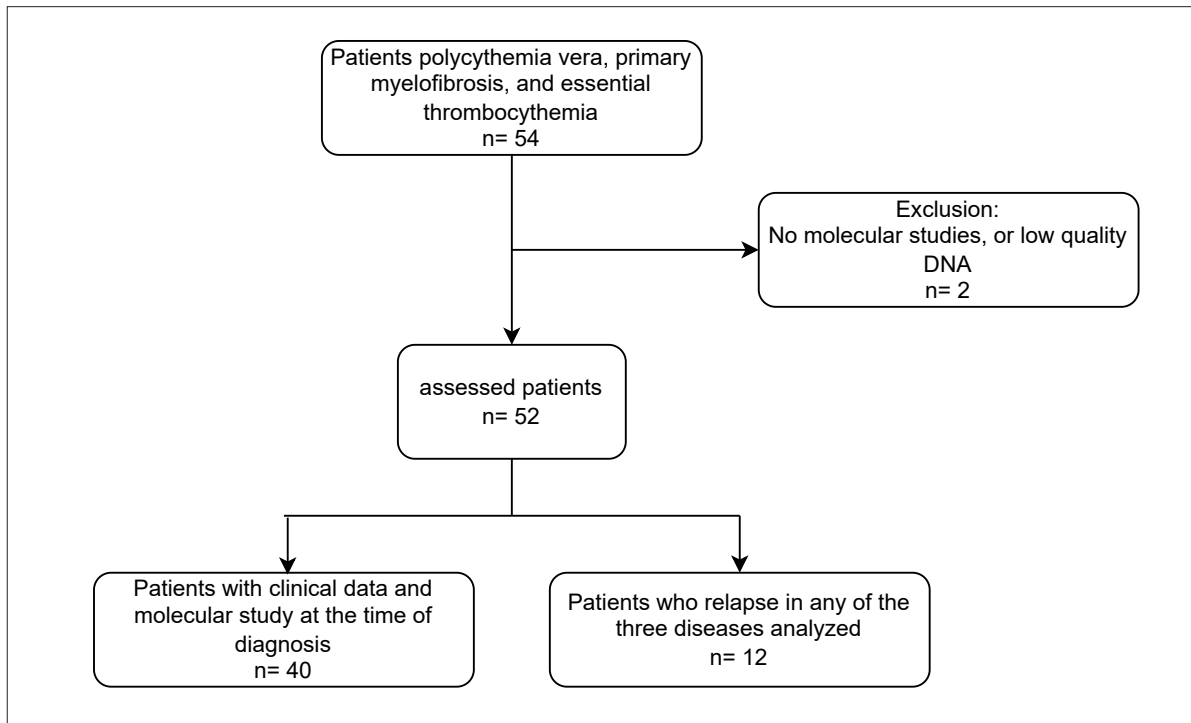 Patients polycythemia vera, primary
myelofibrosis, and essential
thrombocythemia
n= 54
Exclusion:
No molecular studies, or low quality
DNA
n= 2
assessed patients
n= 52
Patients with clinical data and
molecular study at the time of
diagnosis
n= 40
Patients who relapse in any of the
three diseases analyzed
n= 12